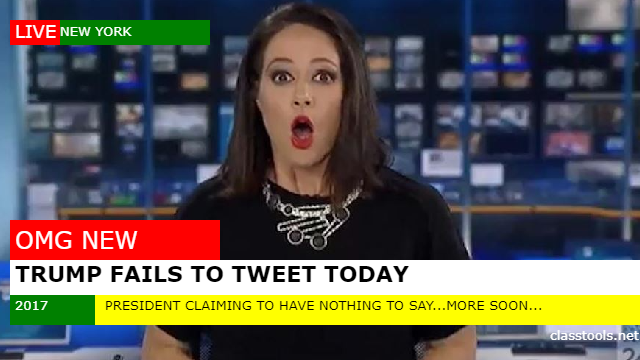 LIVE NEW YORK
OMG NEW
TRUMP FAILS TO TWEET TODAY
2017 PRESIDENT CLAIMING TO HAVE NOTHING TO SAY...MORE SOON...
classtools.net